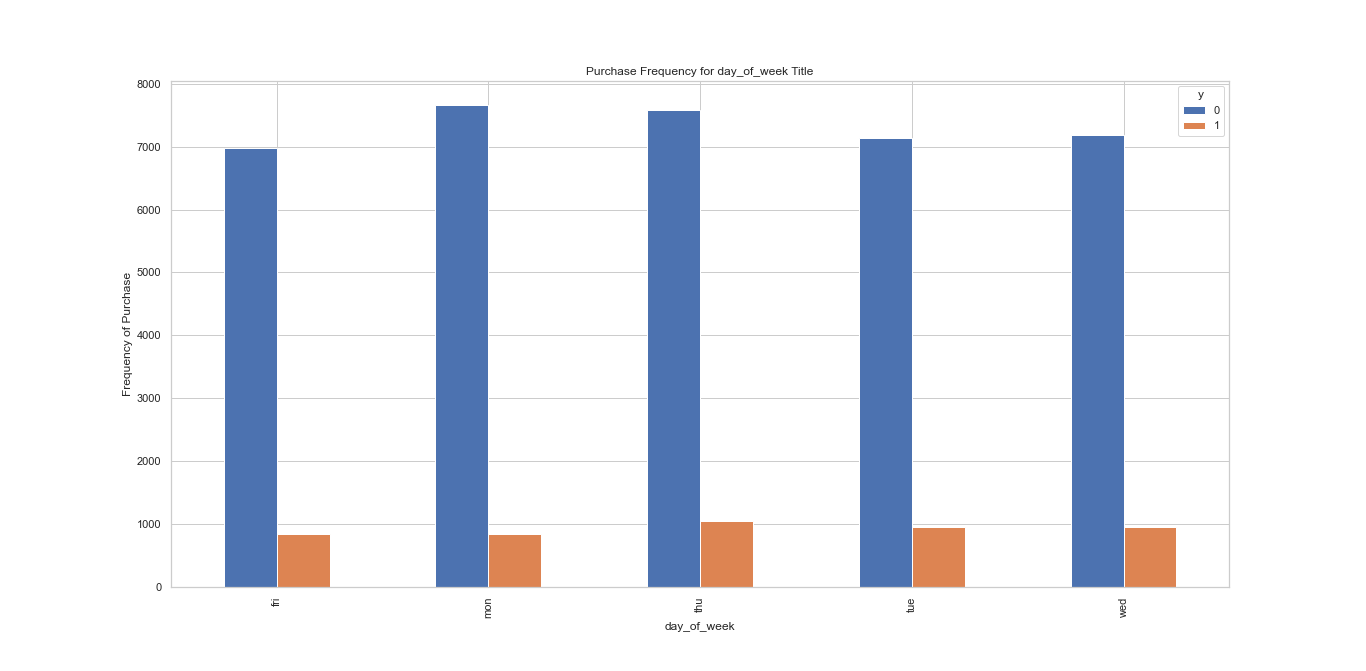 Purchase Frequency for day_of_week Title
8000
7000
6000
5000
4000
3000
2000
1000
0
Frequency of Purchase
y
0
1
fri
mon
thu
tue
wed
day_of_week